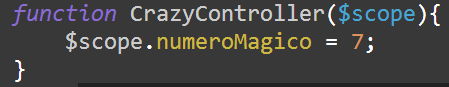 function CrazyController($scope){
    $scope.numeroMagico = 7;
}